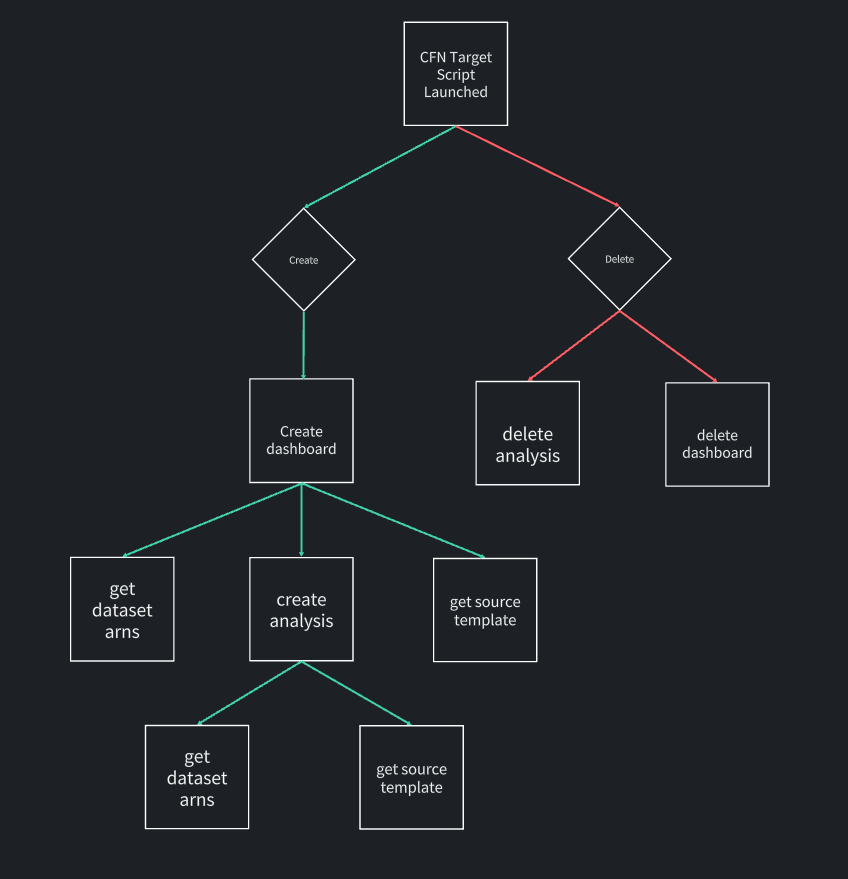 CFN Target
Script
Launched
Create
Delete
Create
dashboard
delete
analysis
delete
dashboard
get
dataset
arns
create
analysis
get source
template
get
dataset
arns
get source
template